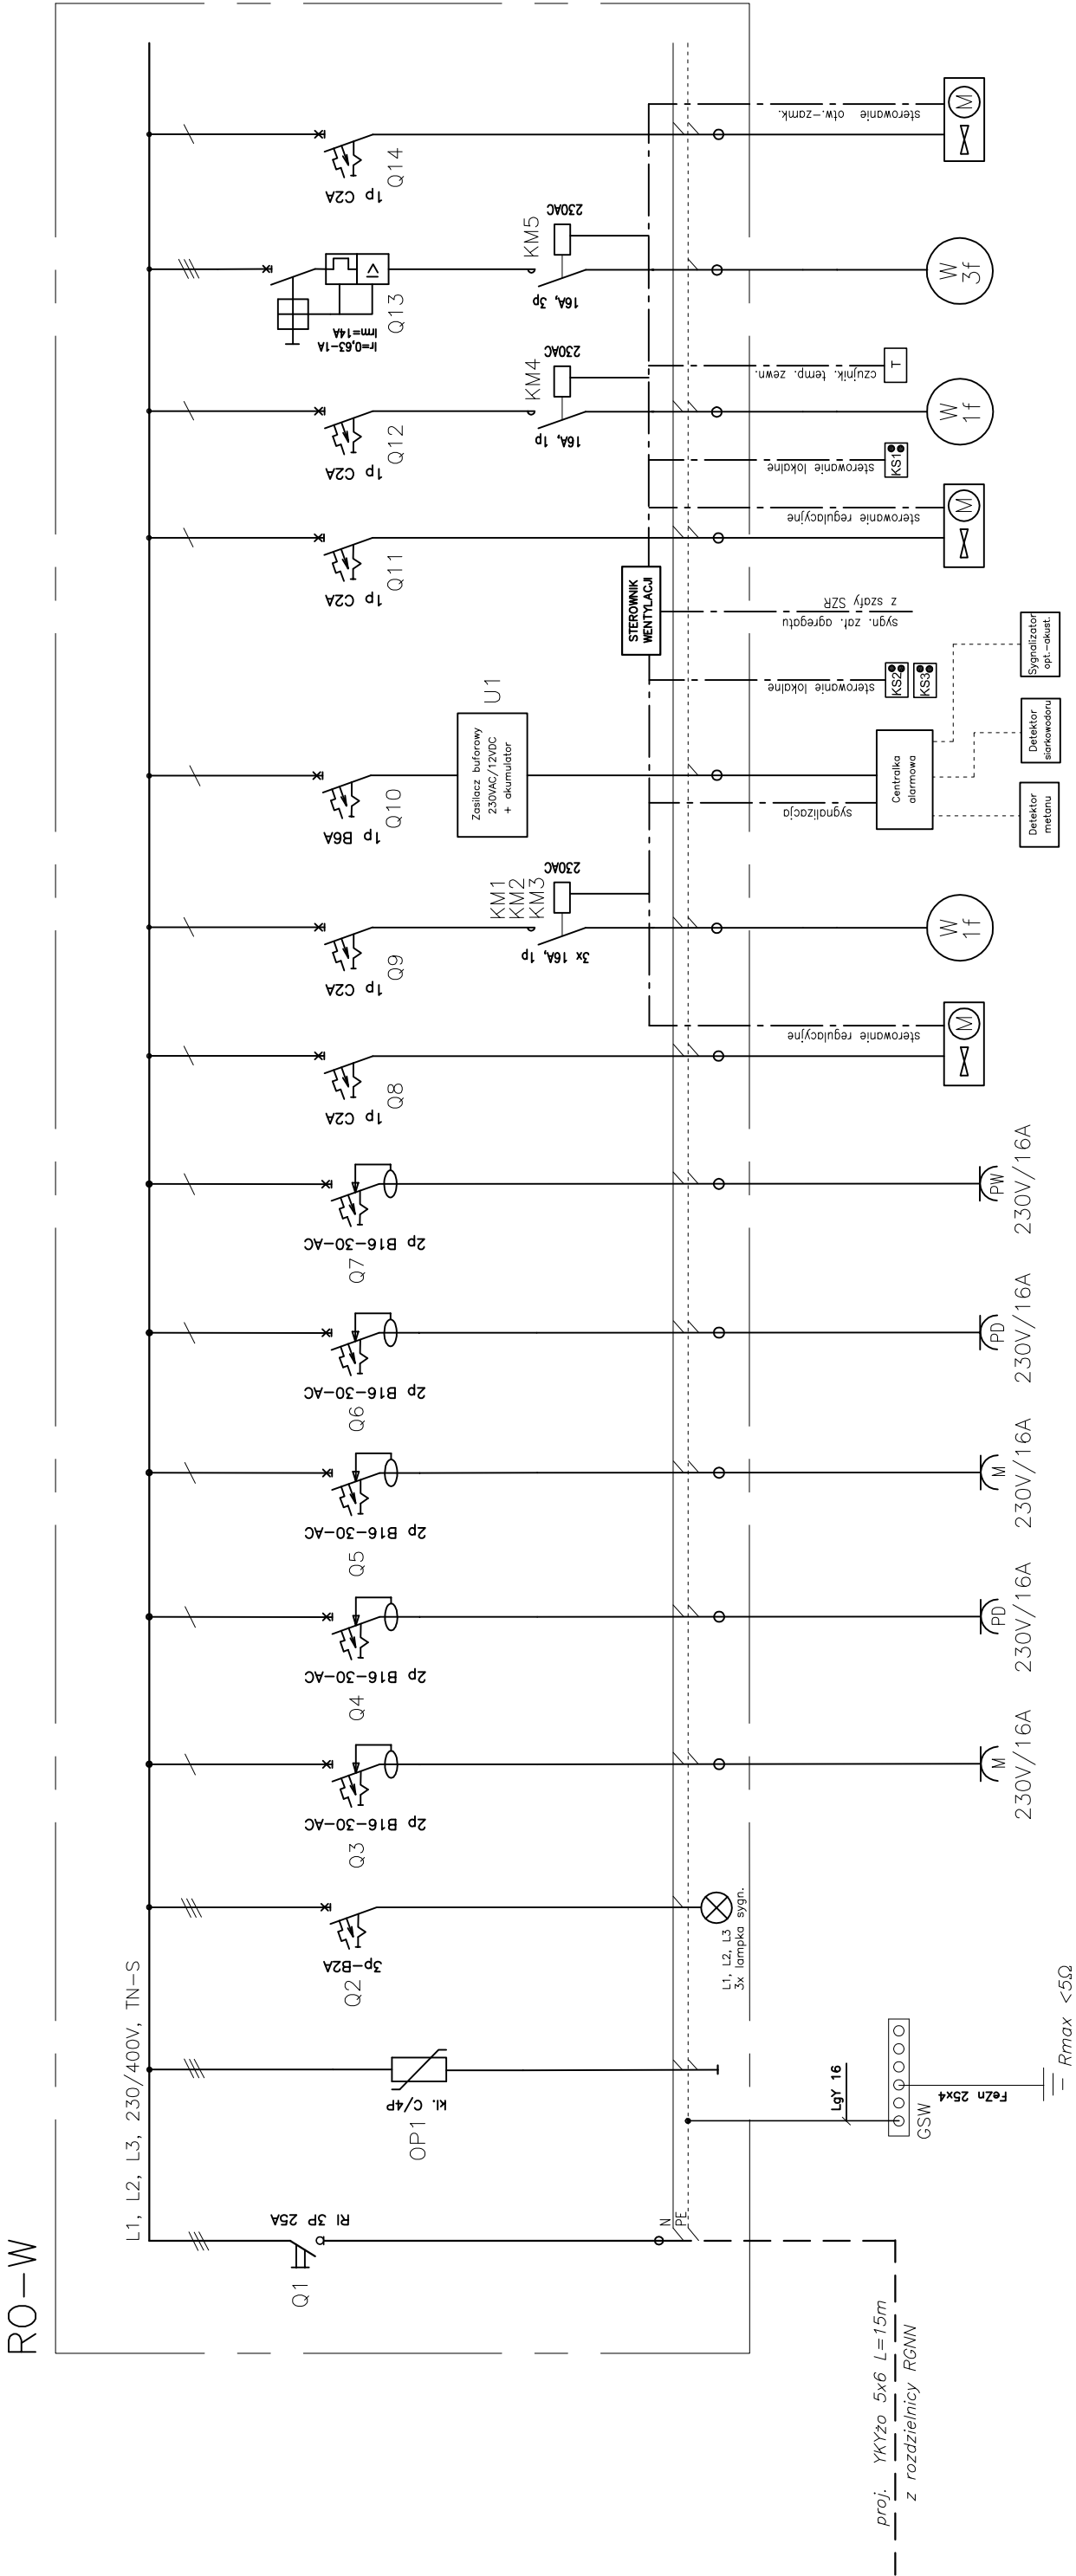 RO-W
L1, L2, L3, 230/400V, TN-S
Q1
RI 3P 25A
N
PE
proj. YKYżo 5x6 L=15m
z rozdzielnicy RGNN
OP1
kl. C/4P
LgY 16
GSW
FeZn 25x4
Rmax <5Ω
Q2
3p-B2A
L1, L2, L3
3x lampka sygn.
Q3
2p B16-30-AC
M
230V/16A
Q4
2p B16-30-AC
PD
230V/16A
Q5
2p B16-30-AC
M
230V/16A
Q6
2p B16-30-AC
PD
230V/16A
Q7
2p B16-30-AC
PW
230V/16A
Q8
1p C2A
sterowanie regulacyjne
M
Q9
1p C2A
KM1
KM2
KM3
230AC
3x 16A, 1p
W
1f
Q10
1p B6A
U1
Zasilacz buforowy
230VAC/12VDC
+ akumulator
sygnalizacja
Centralka
alarmowa
Detektor
metanu
Detektor
siarkowodoru
Sygnalizator
opt.-akust.
sterowanie lokalne
KS2
KS3
STEROWNIK
WENTYLACJI
sygn. zał. agregatu
z szafy SZR
Q11
1p C2A
sterowanie regulacyjne
M
sterowanie lokalne
KS1
Q12
1p C2A
KM4
230AC
16A, 1p
W
1f
czujnik. temp. zewn.
T
Q13
Ir=0,63-1A
Irm=14A
I>
KM5
230AC
16A, 3p
W
3f
Q14
1p C2A
sterowanie otw.-zamk.
M